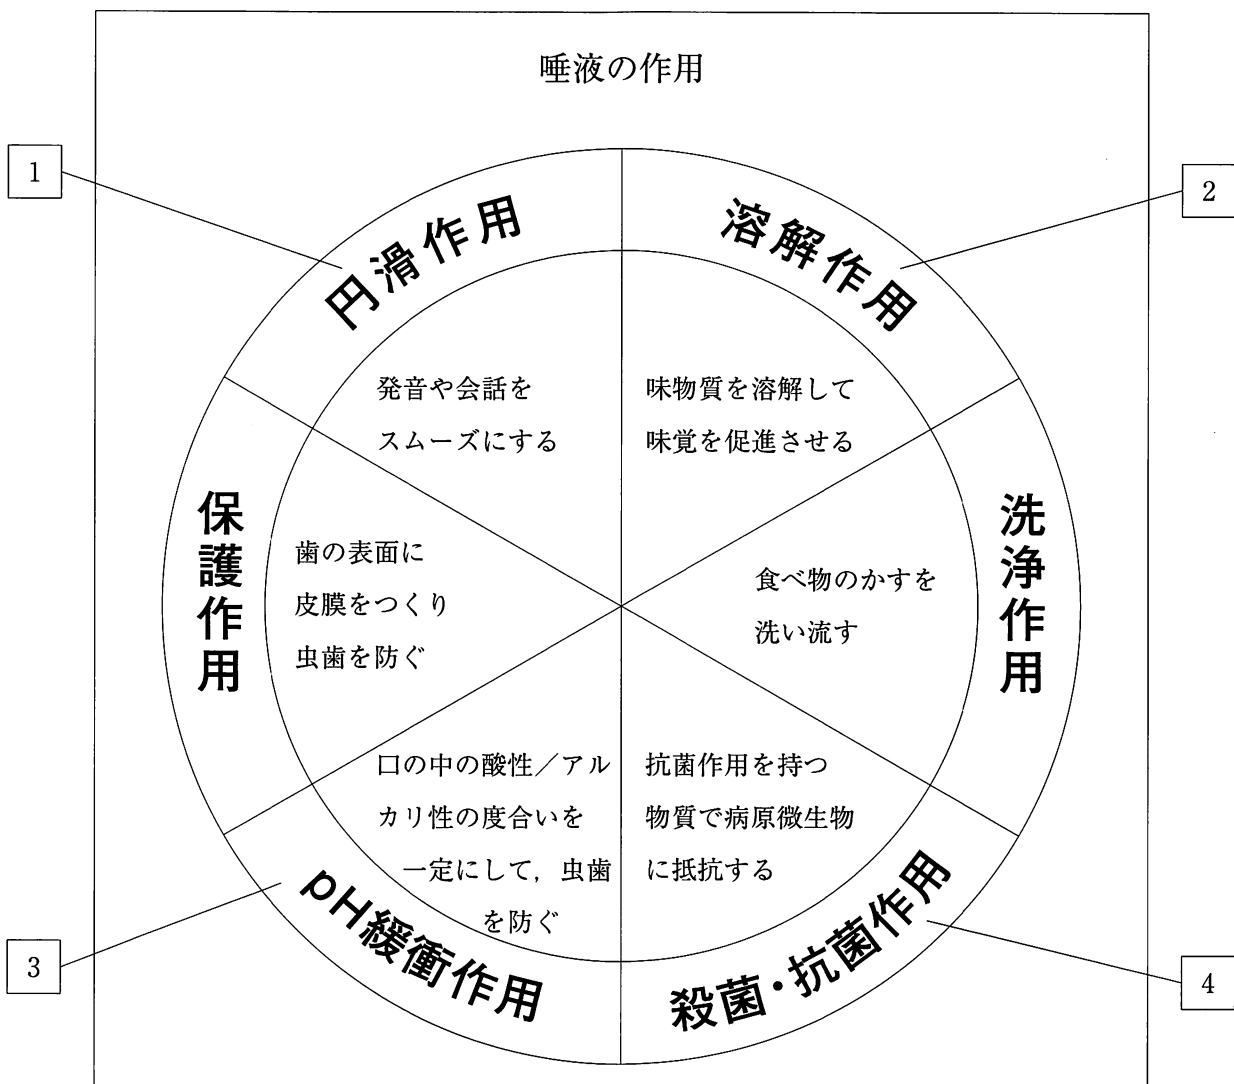 唾液の作用
1
円滑作用
発音や会話を
スムーズにする
2
溶解作用
味物質を溶解して
味覚を促進させる
洗浄作用
食べ物のかすを
洗い流す
4
殺菌・抗菌作用
抗菌作用を持つ
物質で病原微生物
に抵抗する
3
pH緩衝作用
口の中の酸性／アル
カリ性の度合いを
一定にして，虫歯
を防ぐ
保護作用
歯の表面に
皮膜をつくり
虫歯を防ぐ